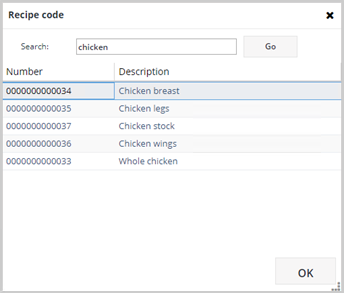 Recipe code
Search: chicken Go
Number Description
0000000000034 Chicken breast
0000000000035 Chicken legs
0000000000037 Chicken stock
0000000000036 Chicken wings
0000000000033 Whole chicken
OK